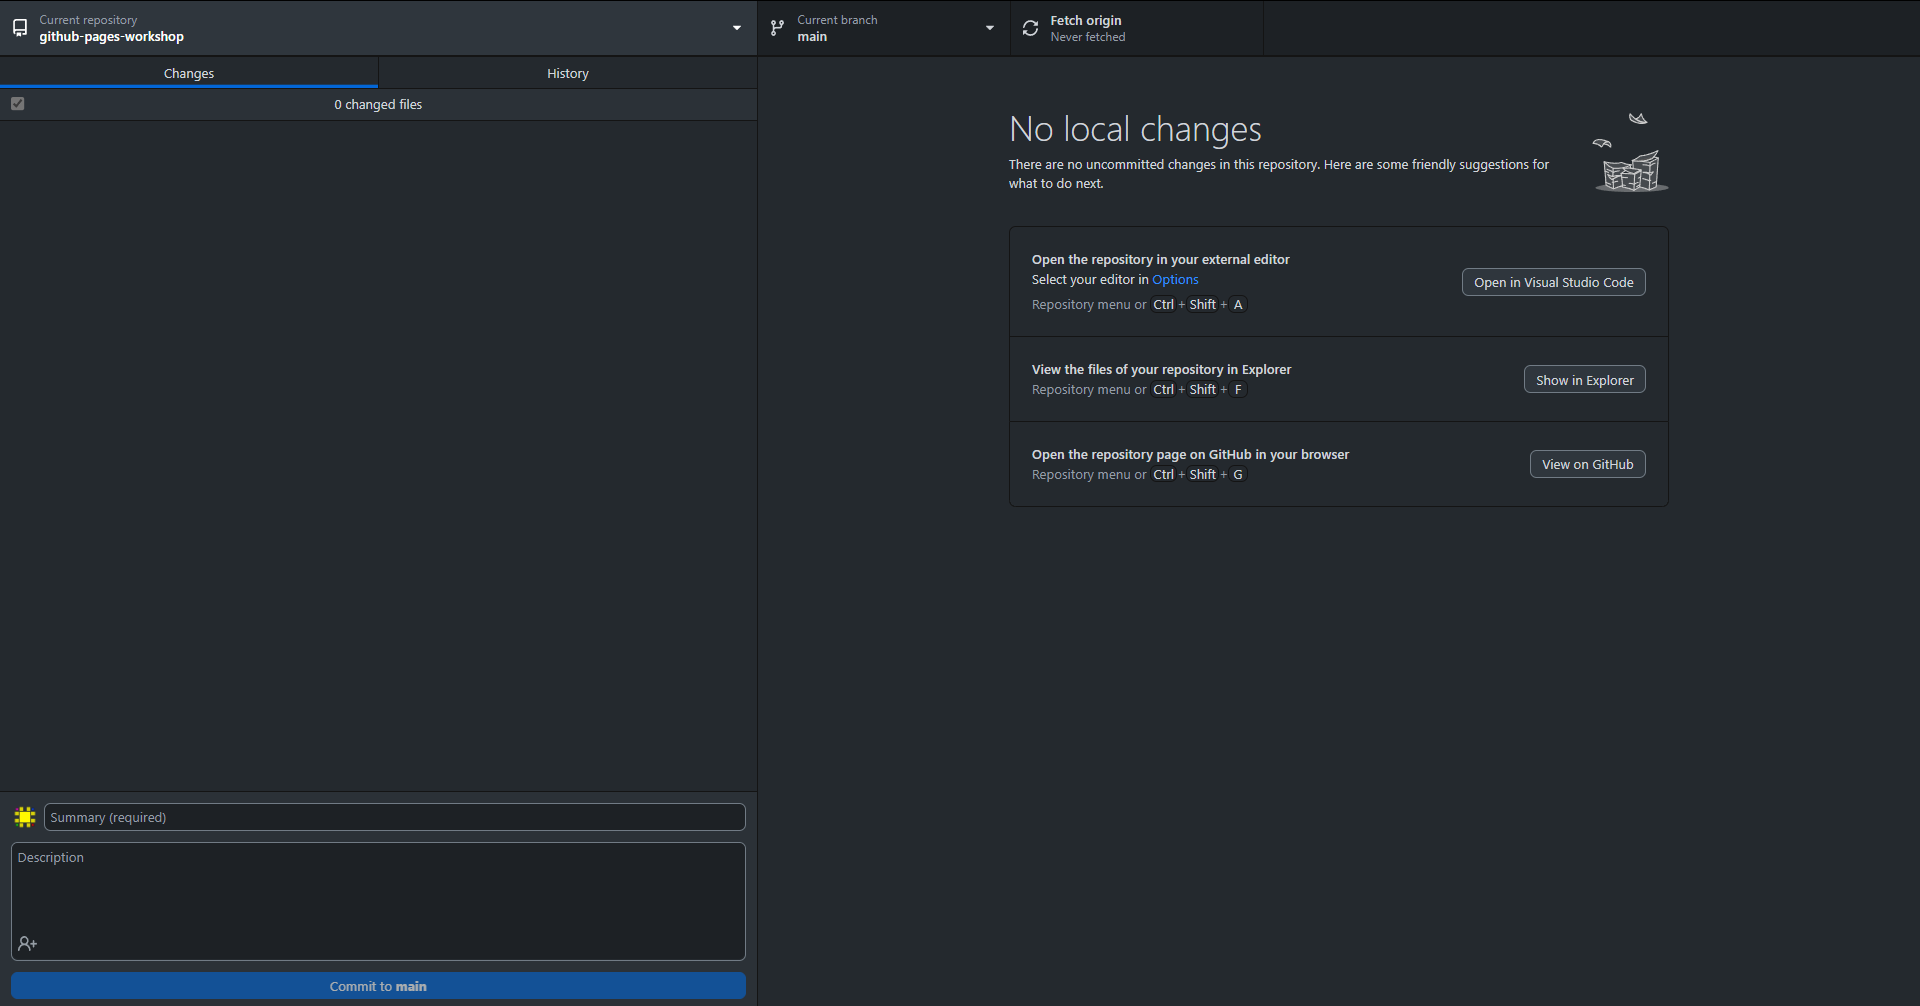 Current repository
github-pages-workshop
Current branch
main
Fetch origin
Never fetched
Changes
History
0 changed files
No local changes
There are no uncommitted changes in this repository. Here are some friendly suggestions for
what to do next.
Open the repository in your external editor
Select your editor in Options
Repository menu or Ctrl + Shift + A
Open in Visual Studio Code
View the files of your repository in Explorer
Repository menu or Ctrl + Shift + F
Show in Explorer
Open the repository page on GitHub in your browser
Repository menu or Ctrl + Shift + G
View on GitHub
Summary (required)
Description
Commit to main